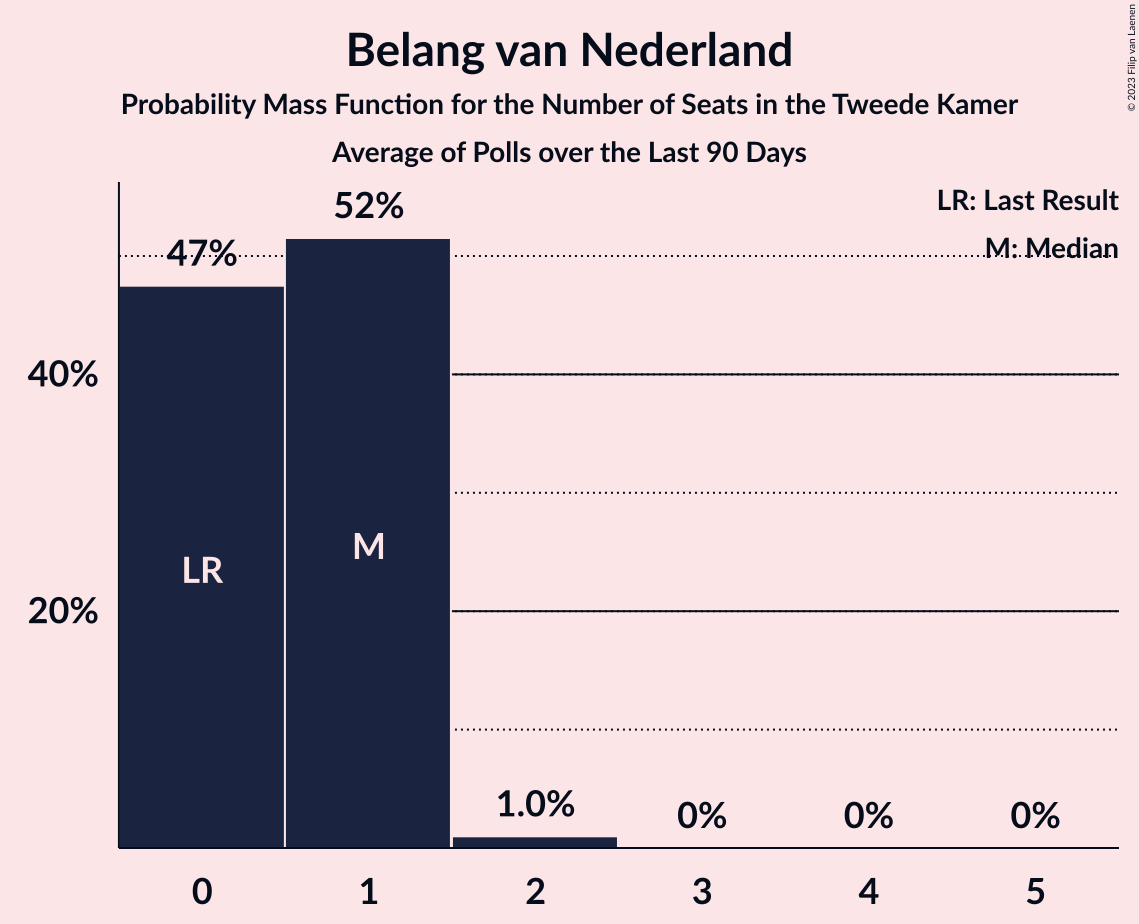 Belang van Nederland
Probability Mass Function for the Number of Seats in the Tweede Kamer
Average of Polls over the Last 90 Days
© 2023 Filip van Laenen
LR: Last Result
M: Median
47%
52%
1.0%
0%
0%
0%
40%
20%
LR
M
0
1
2
3
4
5